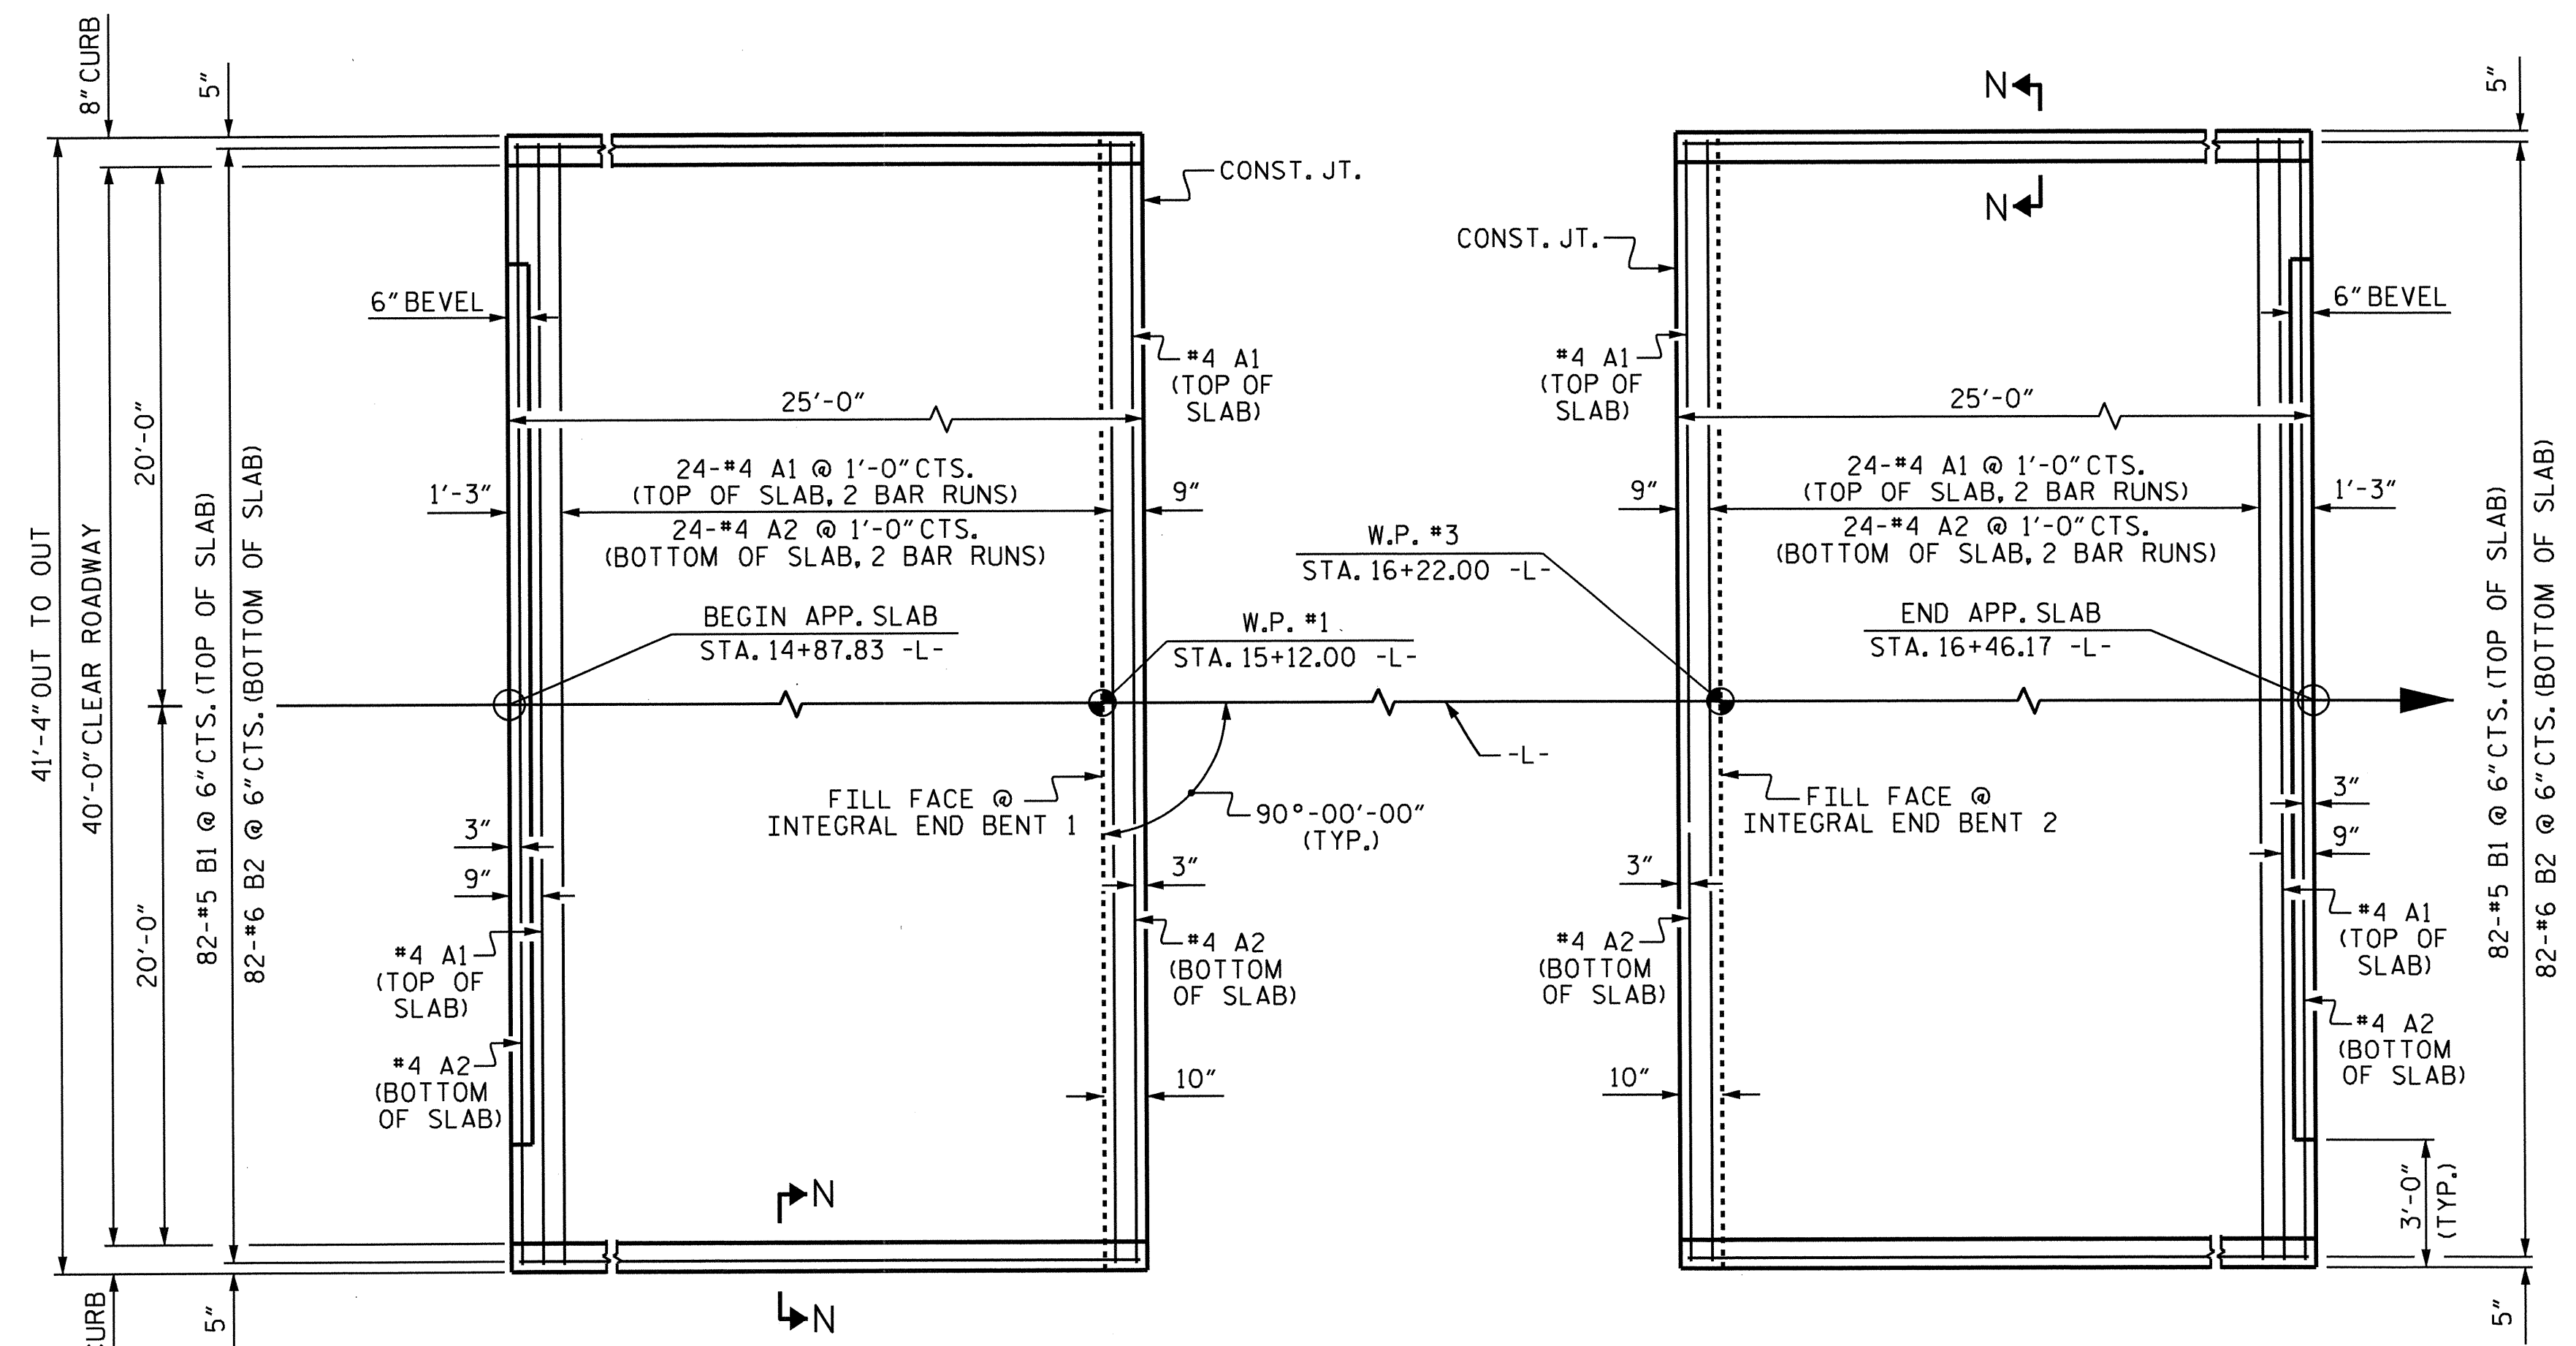 8" CURB
5"
N
5"
N
CONST. JT.
CONST. JT.
6" BEVEL
6" BEVEL
#4 A1
(TOP OF
SLAB)
#4 A1
(TOP OF
SLAB)
25'-0"
25'-0"
20'-0"
24-#4 A1 @ 1'-0" CTS.
(TOP OF SLAB, 2 BAR RUNS)
24-#4 A2 @ 1'-0" CTS.
(BOTTOM OF SLAB, 2 BAR RUNS)
1'-3"
9"
24-#4 A1 @ 1'-0" CTS.
(TOP OF SLAB, 2 BAR RUNS)
24-#4 A2 @ 1'-0" CTS.
(BOTTOM OF SLAB, 2 BAR RUNS)
9"
1'-3"
W.P. #3
STA. 16+22.00 -L-
BEGIN APP. SLAB
STA. 14+87.83 -L-
W.P. #1
STA. 15+12.00 -L-
END APP. SLAB
STA. 16+46.17 -L-
41'-4" OUT TO OUT
40'-0" CLEAR ROADWAY
82-#5 B1 @ 6" CTS. (TOP OF SLAB)
82-#6 B2 @ 6" CTS. (BOTTOM OF SLAB)
82-#5 B1 @ 6" CTS. (TOP OF SLAB)
82-#6 B2 @ 6" CTS. (BOTTOM OF SLAB)
-L-
FILL FACE @
INTEGRAL END BENT 1
90°-00'-00"
(TYP.)
FILL FACE @
INTEGRAL END BENT 2
3"
9"
3"
9"
3"
3"
20'-0"
#4 A1
(TOP OF
SLAB)
#4 A2
(BOTTOM
OF SLAB)
#4 A2
(BOTTOM
OF SLAB)
#4 A2
(BOTTOM
OF SLAB)
#4 A1
(TOP OF
SLAB)
#4 A2
(BOTTOM
OF SLAB)
10"
10"
3'-0"
(TYP.)
N
N
CURB
5"
5"